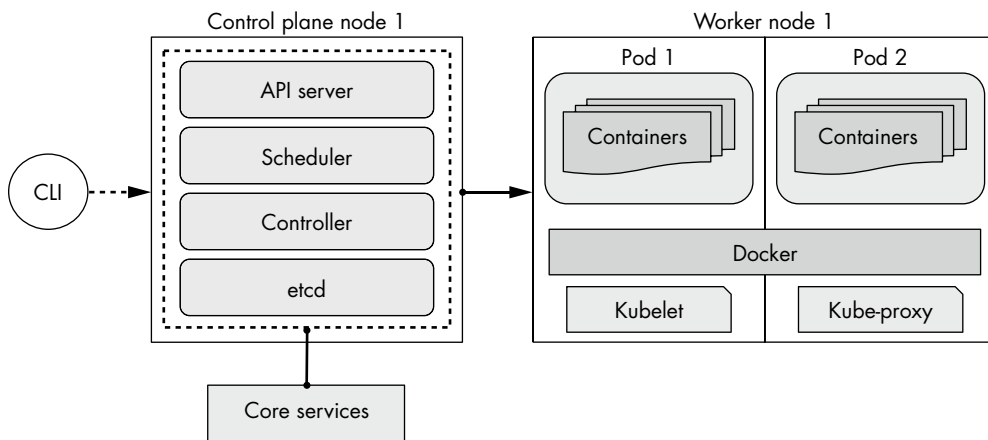 Control plane node 1
API server
Scheduler
Controller
etcd
CLI
Core services
Worker node 1
Pod 1
Pod 2
Containers
Containers
Docker
Kubelet
Kube-proxy